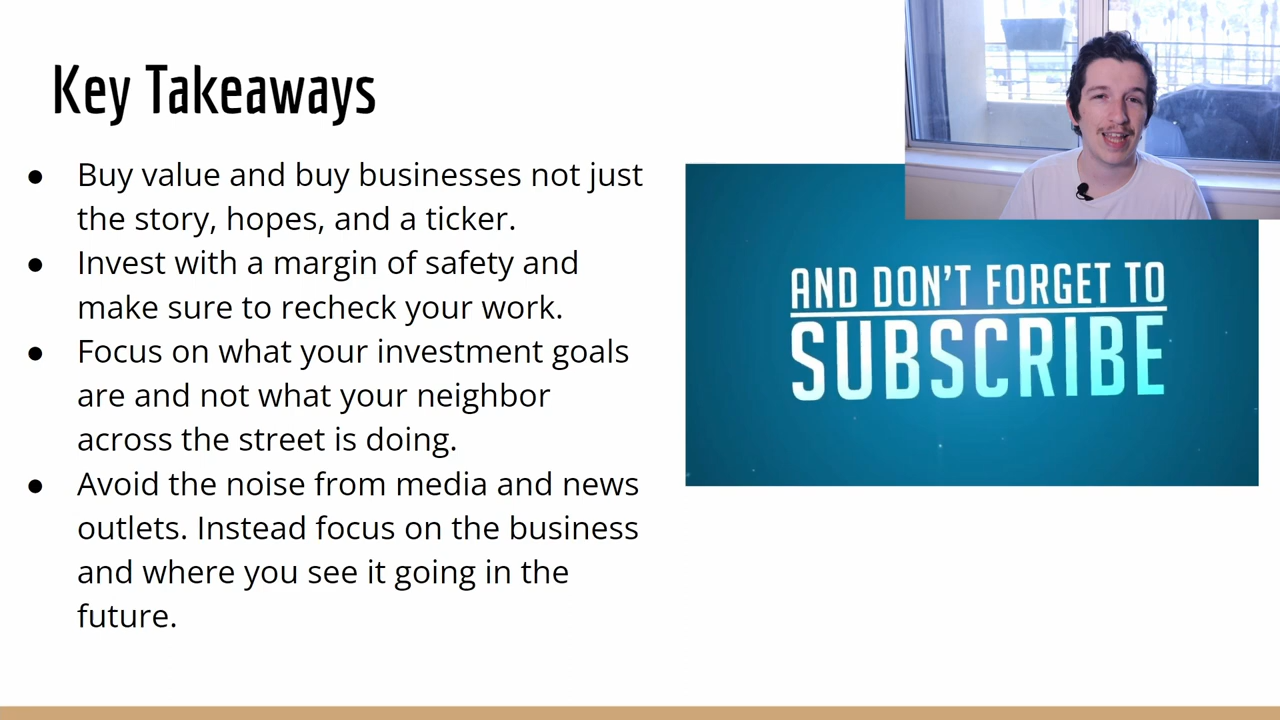 Key Takeaways
● Buy value and buy businesses not just
the story, hopes, and a ticker.
● Invest with a margin of safety and
make sure to recheck your work.
● Focus on what your investment goals
are and not what your neighbor
across the street is doing.
● Avoid the noise from media and news
outlets. Instead focus on the business
and where you see it going in the
future.
AND DON'T FORGET TO
SUBSCRIBE